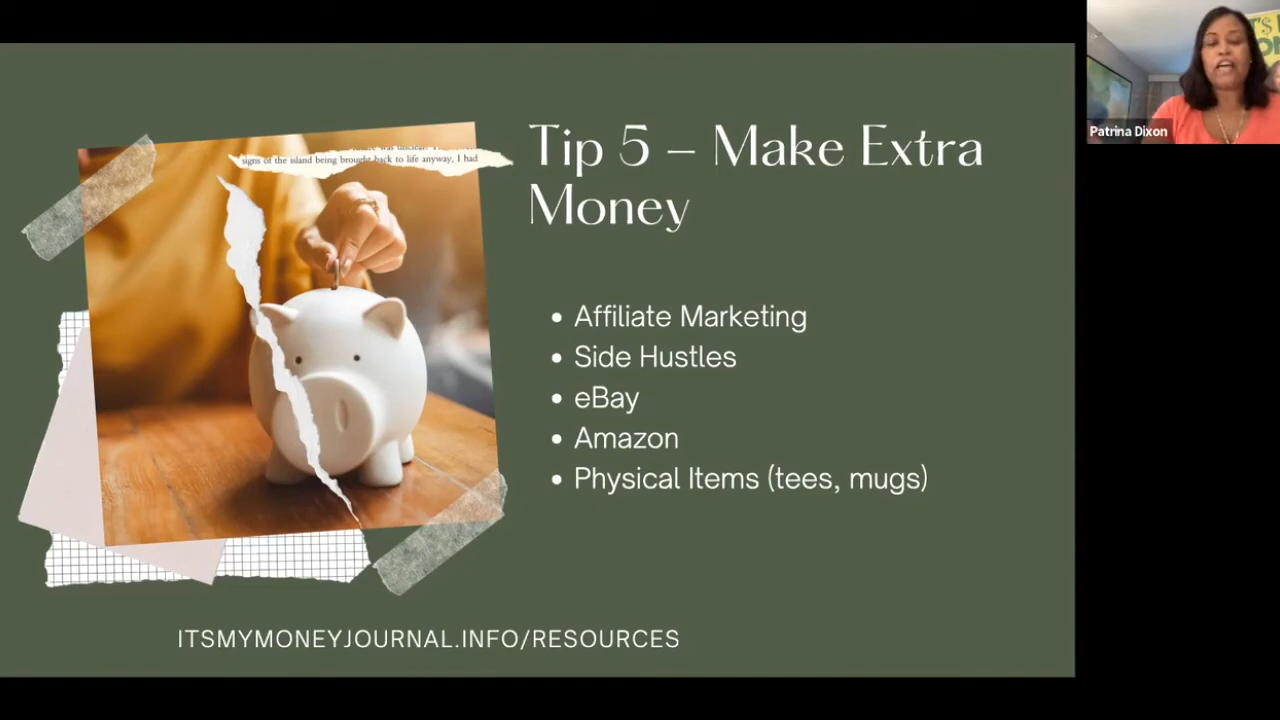 signs of the island being brought back to life anyway, I had
Tip 5 – Make Extra
Money
• Affiliate Marketing
• Side Hustles
• eBay
• Amazon
• Physical Items (tees, mugs)
ITSMYMONEYJOURNAL.INFO/RESOURCES
Patrina Dixon